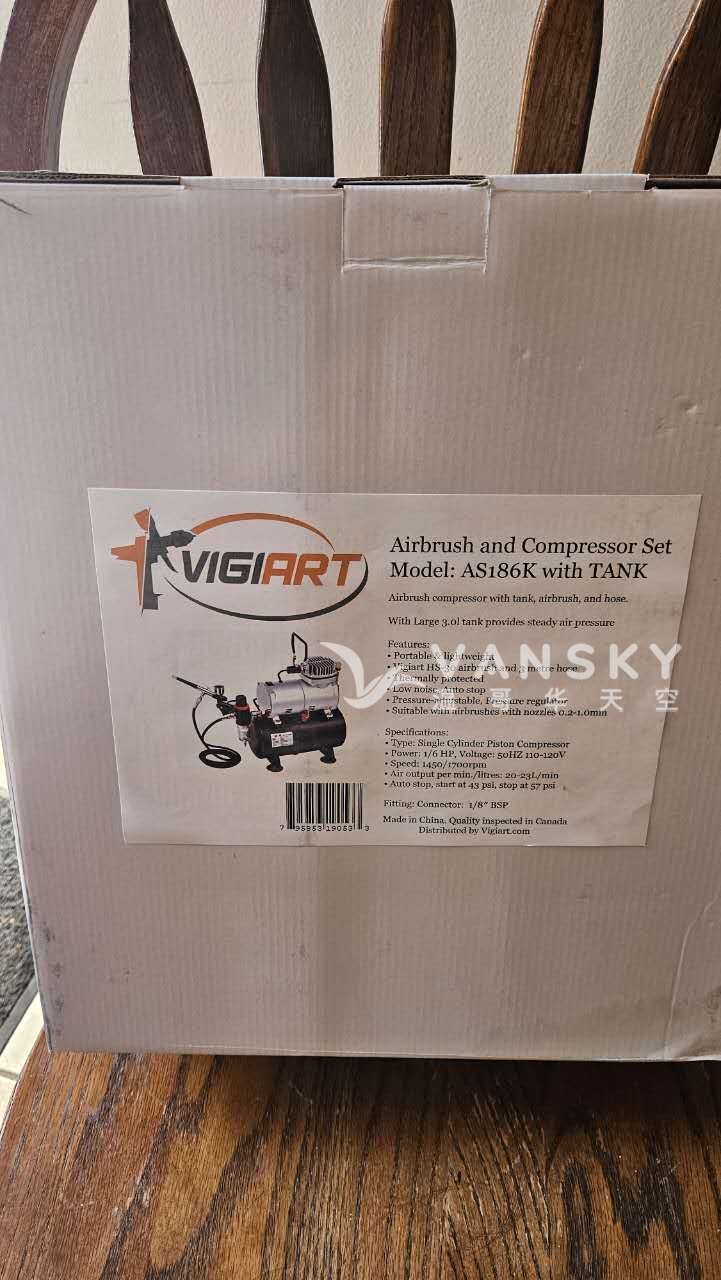 VIGIART
Airbrush and Compressor Set
Model: AS186K with TANK
Airbrush compressor with tank, airbrush, and hose.
With Large 3.0l tank provides steady air pressure
Features:
• Portable & lightweight
• Vigiart airbrush and 3 metre hose
• Thermally protected
• Low noise, Auto stop
• Pressure-adjustable, Pressure regulator
• Suitable with airbrushes with nozzles 0.2-1.0mm
Specifications:
• Type: Single Cylinder Piston Compressor
• Power: 1/6 HP, Voltage: 50HZ 110-120V
• Speed: 1450/1700rpm
• Air output per min./litres: 20-23L/min
• Auto stop, start at 43 psi, stop at 57 psi
Fitting: Connector: 1/8" BSP
7 95853 19053 3
Made in China. Quality inspected in Canada
Distributed by Vigiart.com
VANSKY
天空